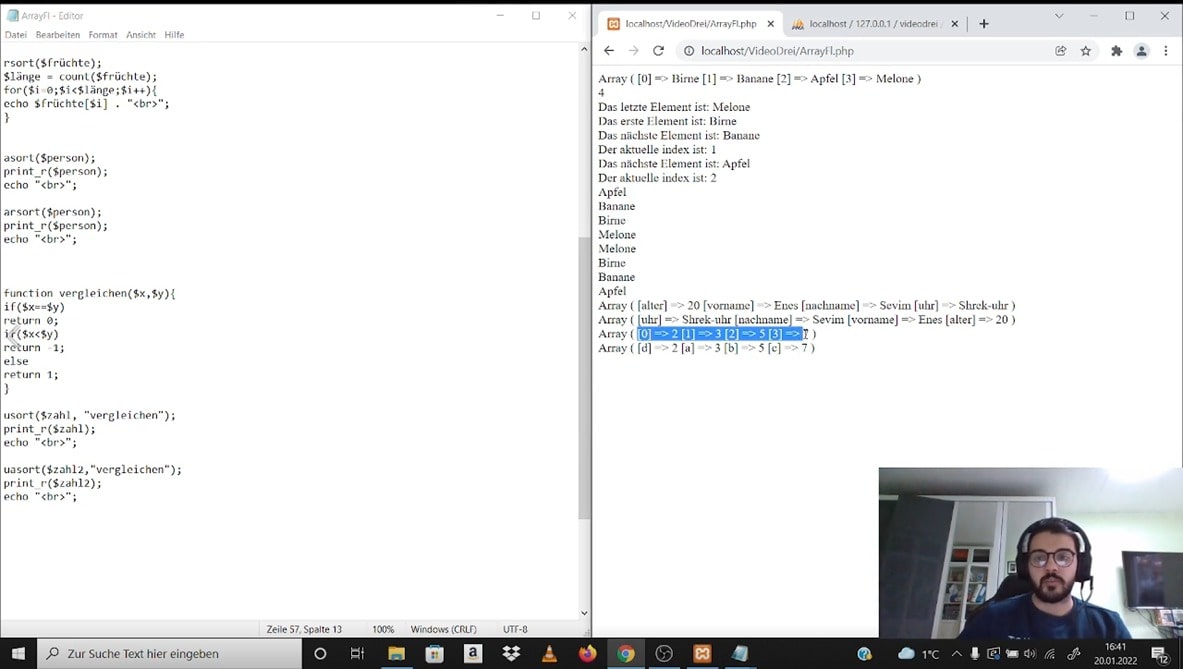 ArrayFl - Editor
Datei Bearbeiten Format Ansicht Hilfe
rsort($früchte);
$länge = count($früchte);
for($i=0;$i<$länge;$i++){
echo $früchte[$i] . "<br>";
}
asort($person);
print_r($person);
echo "<br>";
arsort($person);
print_r($person);
echo "<br>";
function vergleichen($x,$y){
if($x==$y)
return 0;
if($x<$y)
return -1;
else
return 1;
}
usort($zahl, "vergleichen");
print_r($zahl);
echo "<br>";
uasort($zahl2,"vergleichen");
print_r($zahl2);
echo "<br>";
Zeile 57, Spalte 13 100% Windows (CRLF) UTF-8
localhost/VideoDrei/ArrayFl.php
localhost / 127.0.0.1 / videodrei
localhost/VideoDrei/ArrayFl.php
Array ( [0] => Birne [1] => Banane [2] => Apfel [3] => Melone )
4
Das letzte Element ist: Melone
Das erste Element ist: Birne
Das nächste Element ist: Banane
Der aktuelle index ist: 1
Das nächste Element ist: Apfel
Der aktuelle index ist: 2
Apfel
Banane
Birne
Melone
Melone
Birne
Banane
Apfel
Array ( [alter] => 20 [vorname] => Enes [nachname] => Sevim [uhr] => Shrek-uhr )
Array ( [uhr] => Shrek-uhr [nachname] => Sevim [vorname] => Enes [alter] => 20 )
Array ( [0] => 2 [1] => 3 [2] => 5 [3] => 7 )
Array ( [d] => 2 [a] => 3 [b] => 5 [c] => 7 )
Zur Suche Text hier eingeben
1°C
16:41
20.01.2022